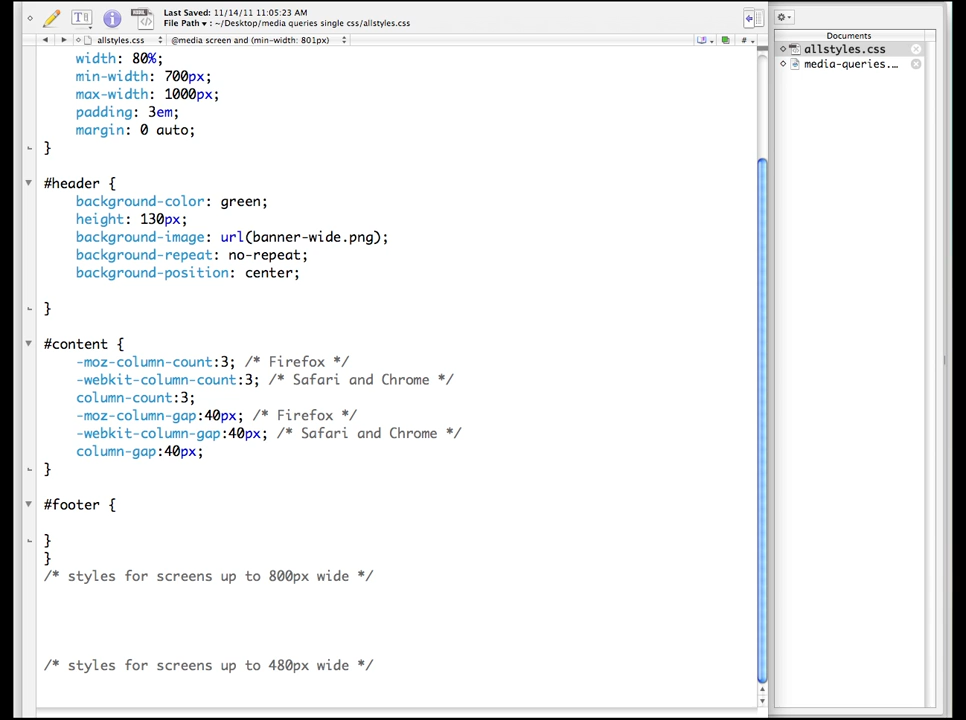 Last Saved: 11/14/11 11:05:23 AM
File Path ▾ : ~/Desktop/media queries single css/allstyles.css
allstyles.css
@media screen and (min-width: 801px)
width: 80%;
min-width: 700px;
max-width: 1000px;
padding: 3em;
margin: 0 auto;
}
#header {
background-color: green;
height: 130px;
background-image: url(banner-wide.png);
background-repeat: no-repeat;
background-position: center;
}
#content {
-moz-column-count:3; /* Firefox */
-webkit-column-count:3; /* Safari and Chrome */
column-count:3;
-moz-column-gap:40px; /* Firefox */
-webkit-column-gap:40px; /* Safari and Chrome */
column-gap:40px;
}
#footer {
}
}
/* styles for screens up to 800px wide */
/* styles for screens up to 480px wide */
Documents
allstyles.css
media-queries....